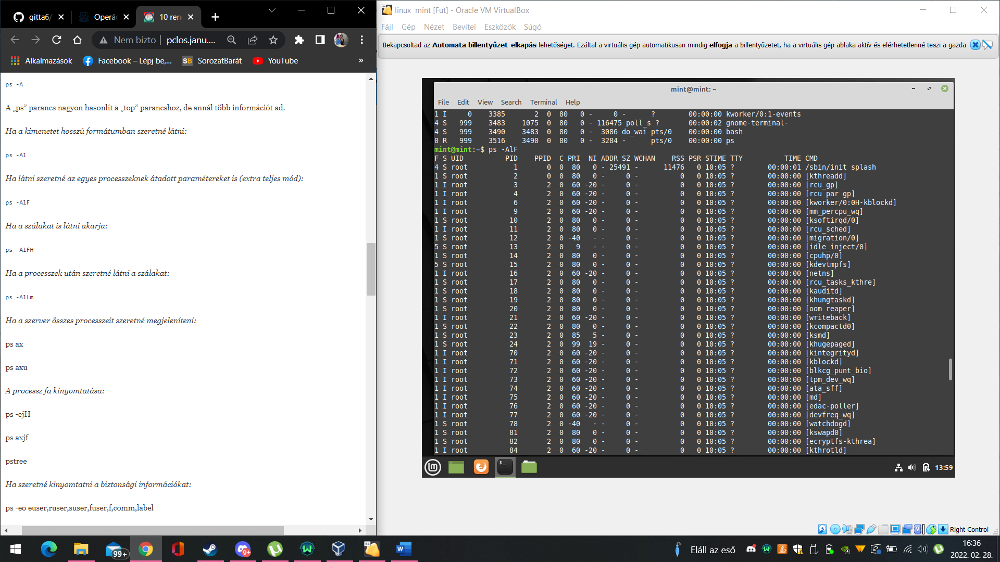 gitta6/
Operác
10 ren
Nem bizto
pclos.janu....
Alkalmazások
Facebook – Lépj be,...
SB SorozatBarát
YouTube
»
ps -A
A „ps” parancs nagyon hasonlít a „top” parancshoz, de annál több információt ad.
Ha a kimenetet hosszú formátumban szeretné látni:
ps -Al
Ha látni szeretné az egyes processzeknek átadott paramétereket is (extra teljes mód):
ps -AlF
Ha a szálakat is látni akarja:
ps -AlFH
Ha a processzek után szeretné látni a szálakat:
ps -AlLm
Ha a szerver összes processzeit szeretné megjeleníteni:
ps ax
ps axu
A processz fa kinyomtatása:
ps -ejH
ps axjf
pstree
Ha szeretné kinyomtatni a biztonsági információkat:
ps -eo euser,ruser,suser,fuser,f,comm,label
linux mint [Fut] - Oracle VM VirtualBox
Fájl Gép Nézet Bevitel Eszközök Súgó
Bekapcsoltad az Automata billentyűzet-elkapás lehetőséget. Ezáltal a virtuális gép automatikusan mindig elfogja a billentyűzetet, ha a virtuális gép ablaka aktív és elérhetetlenné teszi a gazda
mint@mint: ~
File Edit View Search Terminal Help
1 I 0 3385 2 0 80 0 - 0 - ? 00:00:00 kworker/0:1-events
4 S 999 3483 1075 0 80 0 - 116475 poll_s ? 00:00:02 gnome-terminal-
4 S 999 3490 3483 0 80 0 - 3086 do_wai pts/0 00:00:00 bash
0 R 999 3516 3490 0 80 0 - 3284 - pts/0 00:00:00 ps
mint@mint:~$ ps -AlF
F S UID PID PPID C PRI NI ADDR SZ WCHAN RSS PSR STIME TTY TIME CMD
4 S root 1 0 0 80 0 - 25491 - 11476 0 10:05 ? 00:00:01 /sbin/init splash
1 S root 2 0 0 80 0 - 0 - 0 0 10:05 ? 00:00:00 [kthreadd]
1 I root 3 2 0 60 -20 - 0 - 0 0 10:05 ? 00:00:00 [rcu_gp]
1 I root 4 2 0 60 -20 - 0 - 0 0 10:05 ? 00:00:00 [rcu_par_gp]
1 I root 6 2 0 60 -20 - 0 - 0 0 10:05 ? 00:00:00 [kworker/0:0H-kblockd]
1 I root 9 2 0 60 -20 - 0 - 0 0 10:05 ? 00:00:00 [mm_percpu_wq]
1 S root 10 2 0 80 0 - 0 - 0 0 10:05 ? 00:00:00 [ksoftirqd/0]
1 I root 11 2 0 80 0 - 0 - 0 0 10:05 ? 00:00:00 [rcu_sched]
1 S root 12 2 0 -40 - - 0 - 0 0 10:05 ? 00:00:00 [migration/0]
5 S root 13 2 0 9 - - 0 - 0 0 10:05 ? 00:00:00 [idle_inject/0]
1 S root 14 2 0 80 0 - 0 - 0 0 10:05 ? 00:00:00 [cpuhp/0]
5 S root 15 2 0 80 0 - 0 - 0 0 10:05 ? 00:00:00 [kdevtmpfs]
1 I root 16 2 0 60 -20 - 0 - 0 0 10:05 ? 00:00:00 [netns]
1 S root 17 2 0 80 0 - 0 - 0 0 10:05 ? 00:00:00 [rcu_tasks_kthre]
1 S root 18 2 0 80 0 - 0 - 0 0 10:05 ? 00:00:00 [kauditd]
1 S root 19 2 0 80 0 - 0 - 0 0 10:05 ? 00:00:00 [khungtaskd]
1 S root 20 2 0 80 0 - 0 - 0 0 10:05 ? 00:00:00 [oom_reaper]
1 I root 21 2 0 60 -20 - 0 - 0 0 10:05 ? 00:00:00 [writeback]
1 S root 22 2 0 80 0 - 0 - 0 0 10:05 ? 00:00:00 [kcompactd0]
1 S root 23 2 0 85 5 - 0 - 0 0 10:05 ? 00:00:00 [ksmd]
1 S root 24 2 0 99 19 - 0 - 0 0 10:05 ? 00:00:00 [khugepaged]
1 I root 70 2 0 60 -20 - 0 - 0 0 10:05 ? 00:00:00 [kintegrityd]
1 I root 71 2 0 60 -20 - 0 - 0 0 10:05 ? 00:00:00 [kblockd]
1 I root 72 2 0 60 -20 - 0 - 0 0 10:05 ? 00:00:00 [blkcg_punt_bio]
1 I root 73 2 0 60 -20 - 0 - 0 0 10:05 ? 00:00:00 [tpm_dev_wq]
1 I root 74 2 0 60 -20 - 0 - 0 0 10:05 ? 00:00:00 [ata_sff]
1 I root 75 2 0 60 -20 - 0 - 0 0 10:05 ? 00:00:00 [md]
1 I root 76 2 0 60 -20 - 0 - 0 0 10:05 ? 00:00:00 [edac-poller]
1 I root 77 2 0 60 -20 - 0 - 0 0 10:05 ? 00:00:00 [devfreq_wq]
1 S root 78 2 0 -40 - - 0 - 0 0 10:05 ? 00:00:00 [watchdogd]
1 S root 81 2 0 80 0 - 0 - 0 0 10:05 ? 00:00:00 [kswapd0]
1 S root 82 2 0 80 0 - 0 - 0 0 10:05 ? 00:00:00 [ecryptfs-kthrea]
1 I root 84 2 0 60 -20 - 0 - 0 0 10:05 ? 00:00:00 [kthrotld]
13:59
Right Control
99+
9+
64
Eláll az eső
16:36
2022. 02. 28.